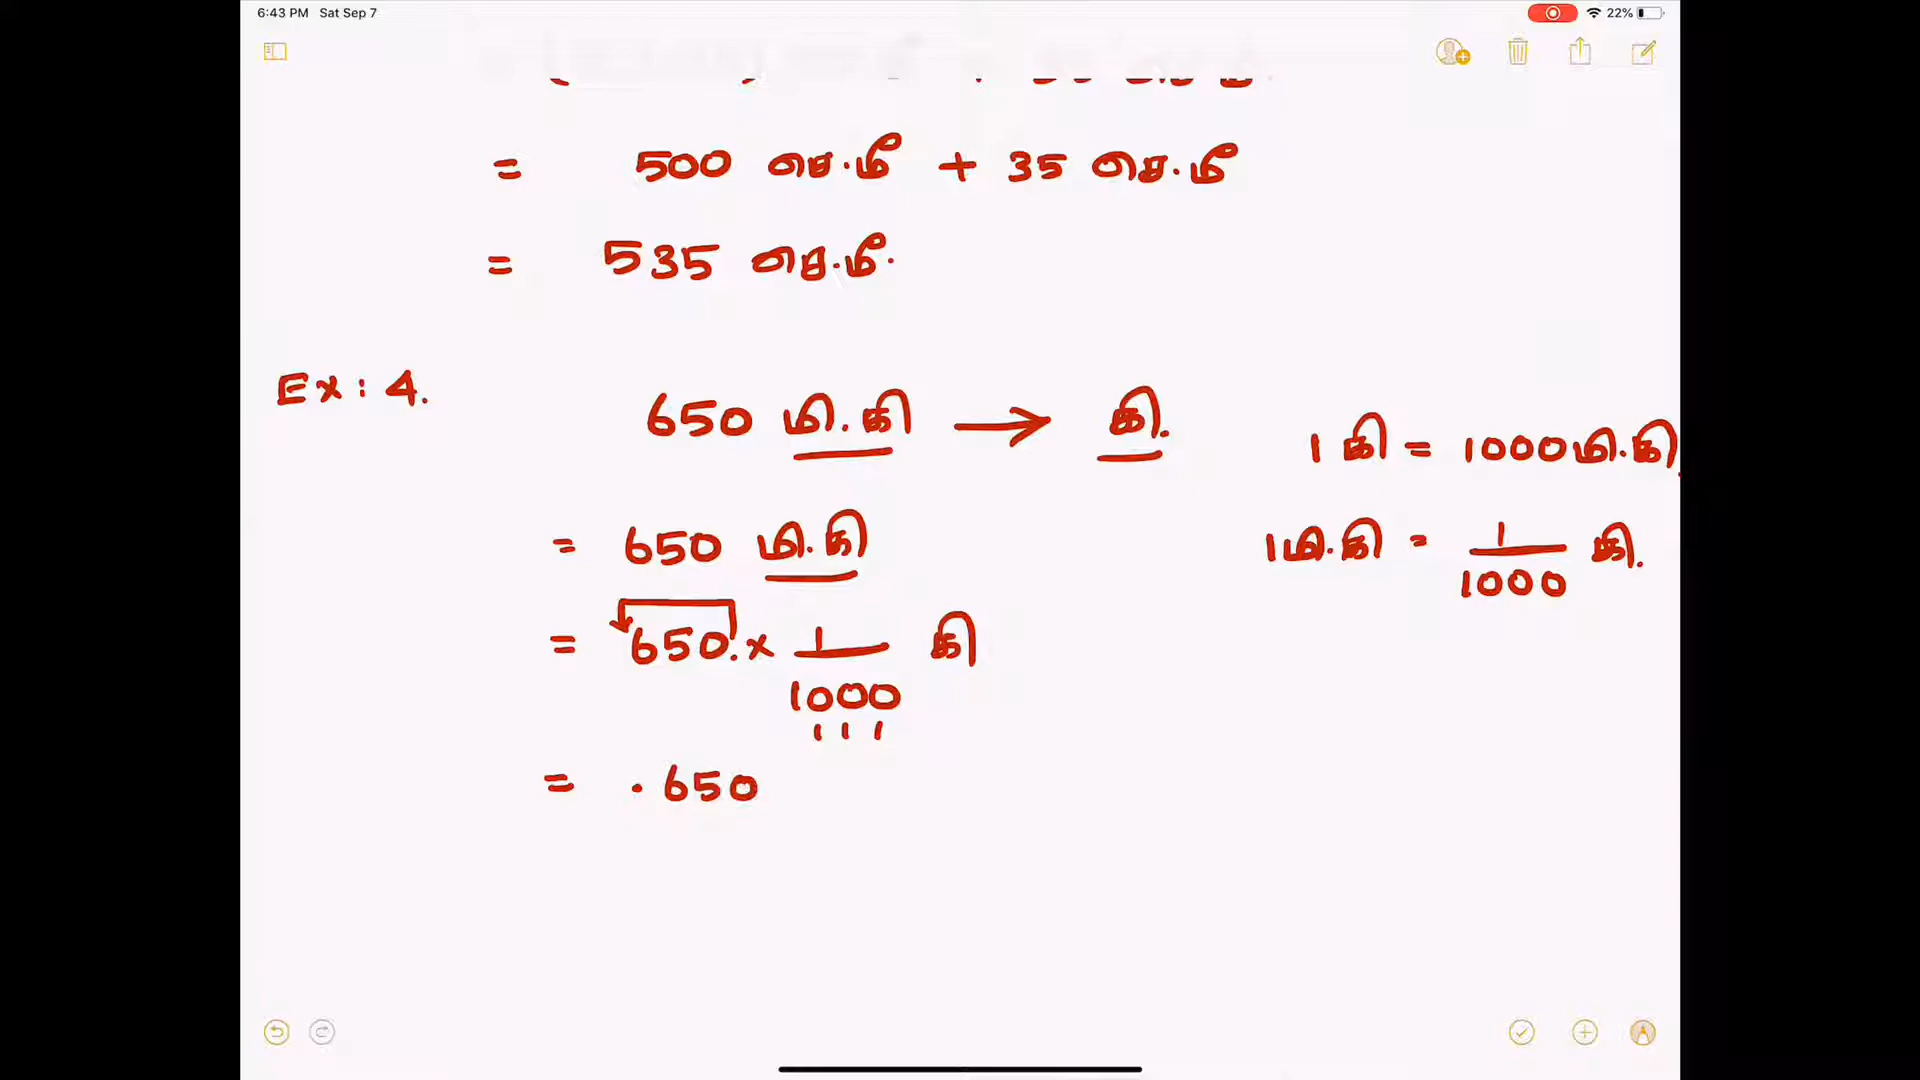 6:43 PM Sat Sep 7
22%
= 500 செ.மீ + 35 செ.மீ
= 535 செ.மீ.
Ex : 4.
650 மி.கி → கி.
1 கி = 1000 மி.கி.
= 650 மி.கி
1 மி.கி = 1/1000 கி.
= 650. x 1/1000 கி
= .650